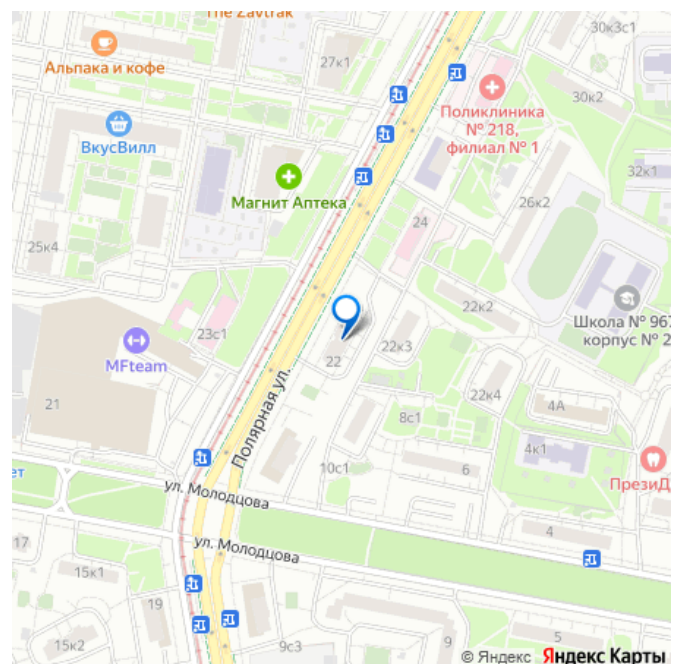 The Zavtrak
30к3с1
Альпака и кофе
27к1
30к2
Поликлиника
№ 218,
филиал № 1
ВкусВилл
32к1
Магнит Аптека
24
26к2
25к4
22к2
Школа № 967
корпус № 2
23с1
MFteam
22
22к3
22к4
21
8с1
4А
Полярная ул.
4к1
10с1
6
ПрезиД
ет
ул. Молодцова
4
17
ул. Молодцова
15к1
19
15к2
9с3
9
5
© Яндекс Яндекс Карты